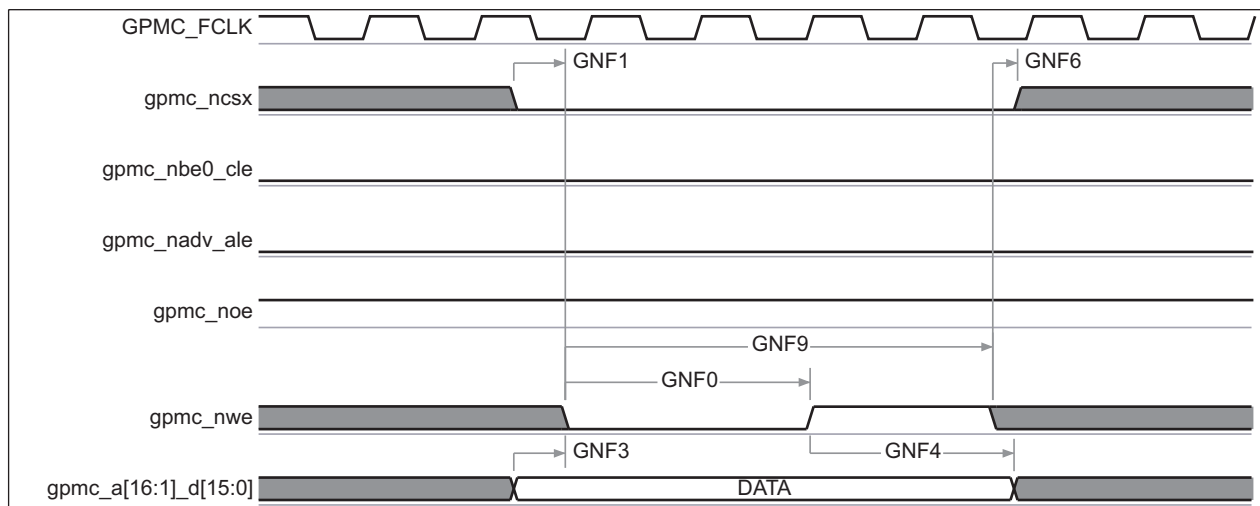 GPMC_FCLK
GNF1
GNF6
gpmc_ncsx
gpmc_nbe0_cle
gpmc_nadv_ale
gpmc_noe
GNF9
GNF0
gpmc_nwe
GNF3
GNF4
gpmc_a[16:1]_d[15:0]
DATA